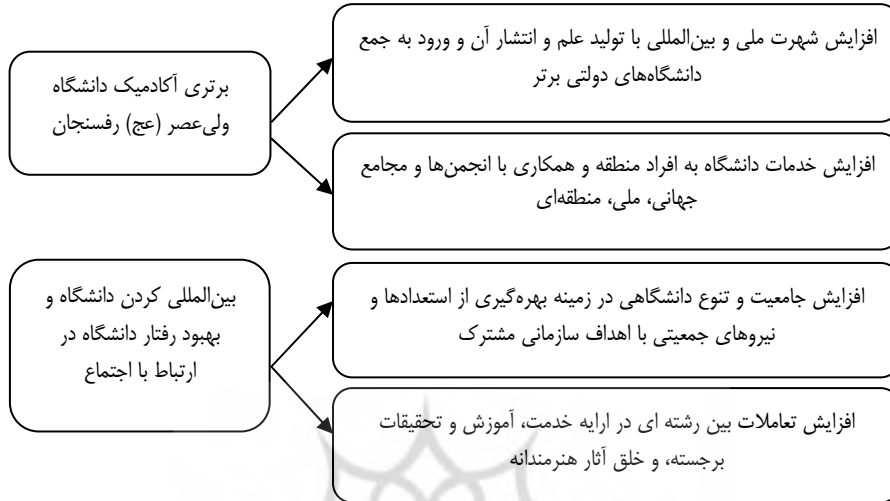 افزایش شهرت ملی و بین‌المللی با تولید علم و انتشار آن و ورود به جمع
دانشگاه‌های دولتی برتر
برتری آکادمیک دانشگاه
ولی‌عصر (عج) رفسنجان
افزایش خدمات دانشگاه به افراد منطقه و همکاری با انجمن‌ها و مجامع
جهانی، ملی، منطقه‌ای
بین‌المللی کردن دانشگاه و
بهبود رفتار دانشگاه در
ارتباط با اجتماع
افزایش جامعیت و تنوع دانشگاهی در زمینه بهره‌گیری از استعدادها و
نیروهای جمعیتی با اهداف سازمانی مشترک
افزایش تعاملات بین رشته ای در ارایه خدمت، آموزش و تحقیقات
برجسته، و خلق آثار هنرمندانه